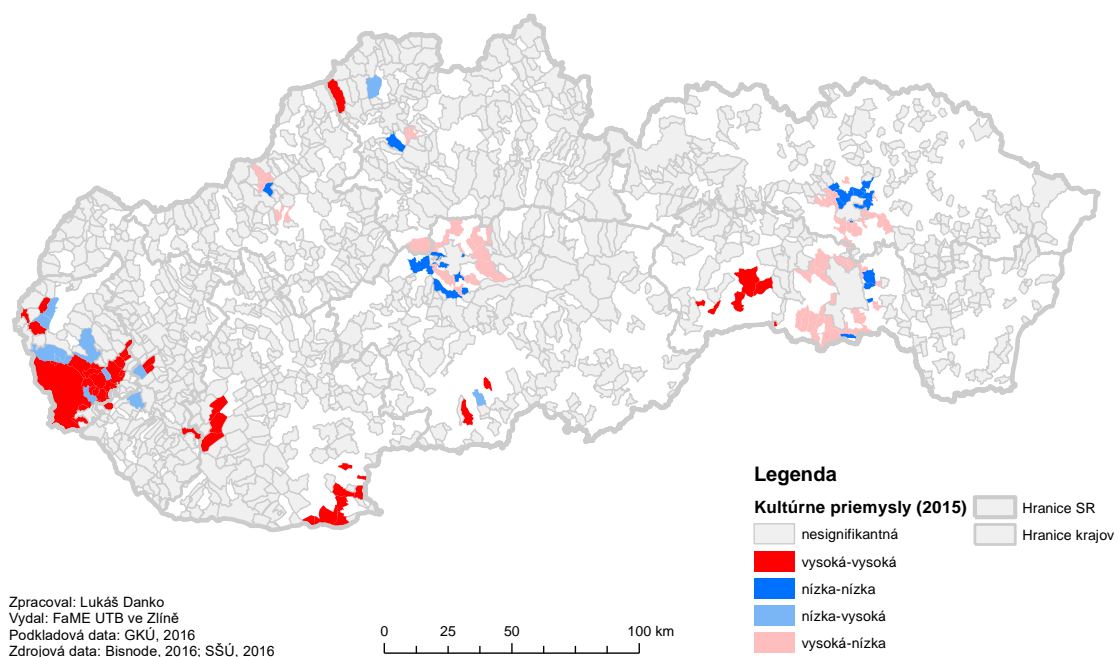 Legenda
Kultúrne priemysly (2015)
nesignifikantná
vysoká-vysoká
nízka-nízka
nízka-vysoká
vysoká-nízka
Hranice SR
Hranice krajov
Zpracoval: Lukáš Danko
Vydal: FaME UTB ve Zlíně
Podkladová data: GKÚ, 2016
Zdrojová data: Bisnode, 2016; SŠÚ, 2016
0 25 50 100 km